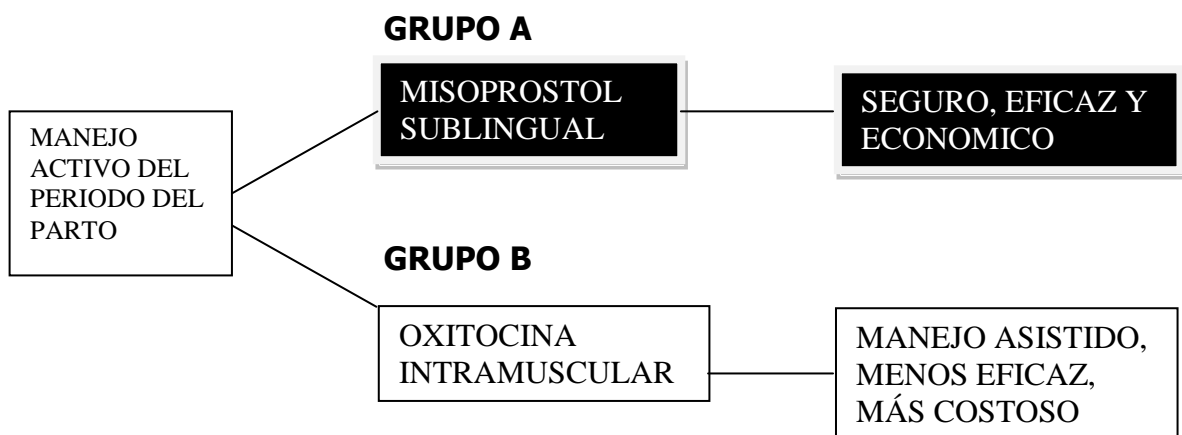 GRUPO A
MISOPROSTOL
SUBLINGUAL
SEGURO, EFICAZ Y
ECONOMICO
MANEJO
ACTIVO DEL
PERIODO DEL
PARTO
GRUPO B
OXITOCINA
INTRAMUSCULAR
MANEJO ASISTIDO,
MENOS EFICAZ,
MÁS COSTOSO